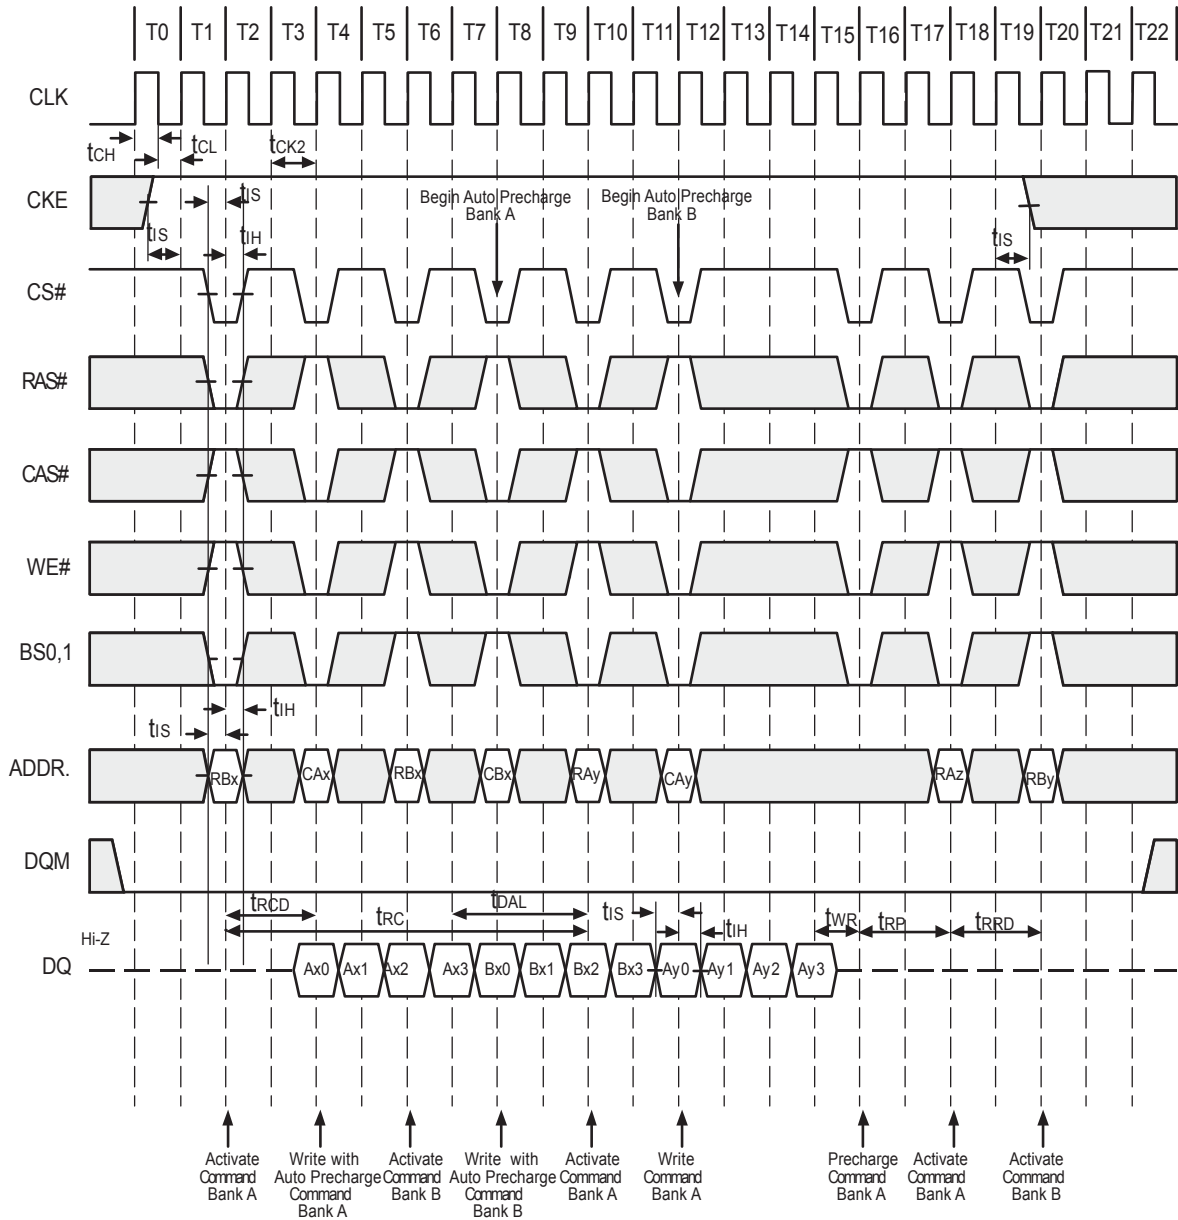 T0 T1 T2 T3 T4 T5 T6 T7 T8 T9 T10 T11 T12 T13 T14 T15 T16 T17 T18 T19 T20 T21 T22
CLK
tCH tCL tCK2
CKE
tIS
Begin Auto Precharge
Bank A
Begin Auto Precharge
Bank B
tIS tIH tIS
CS#
RAS#
CAS#
WE#
BS0,1
tIS tIH
ADDR.
RBx CAx RBx CBx RAy CAy RAz RBy
DQM
tRCD tRC tDAL tIS tIH tWR tRP tRRD
Hi-Z
DQ
Ax0 Ax1 Ax2 Ax3 Bx0 Bx1 Bx2 Bx3 Ay0 Ay1 Ay2 Ay3
Activate
Command
Bank A
Write with
Auto Precharge
Command
Bank A
Activate
Command
Bank B
Write with
Auto Precharge
Command
Bank B
Activate
Command
Bank A
Write
Command
Bank A
Precharge
Command
Bank A
Activate
Command
Bank A
Activate
Command
Bank B